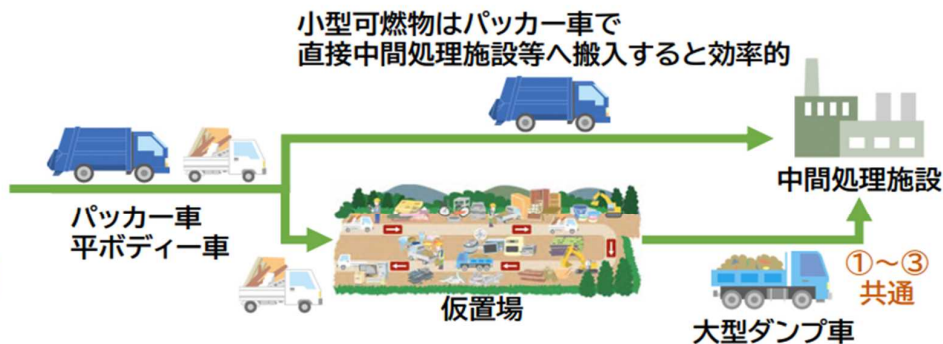 小型可燃物はパッカー車で
直接中間処理施設等へ搬入すると効率的
パッカー車
平ボディー車
中間処理施設
仮置場
大型ダンプ車
①～③
共通